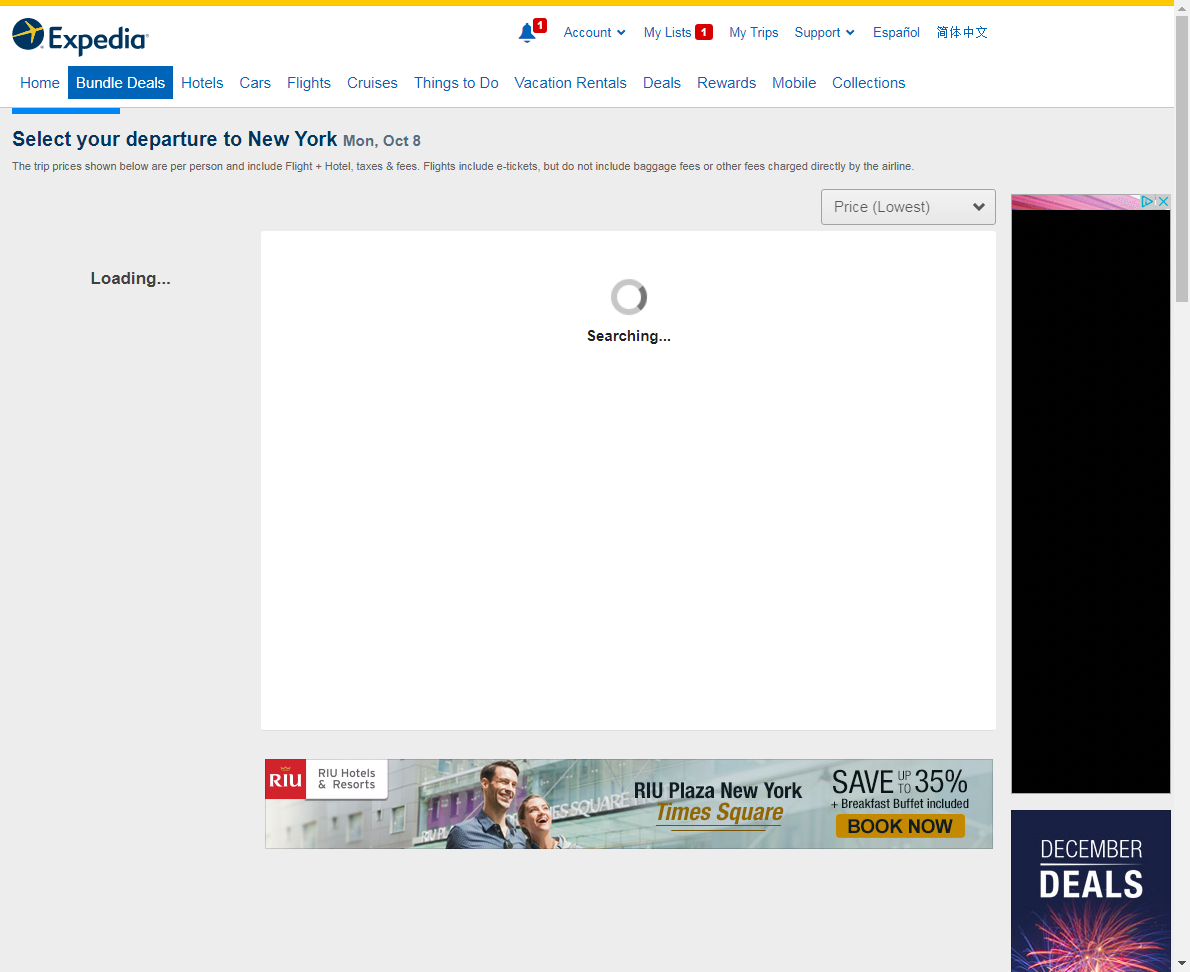 Expedia
1
Account
My Lists 1
My Trips
Support
Español
简体中文
Home
Bundle Deals
Hotels
Cars
Flights
Cruises
Things to Do
Vacation Rentals
Deals
Rewards
Mobile
Collections
Select your departure to New York Mon, Oct 8
The trip prices shown below are per person and include Flight + Hotel, taxes & fees. Flights include e-tickets, but do not include baggage fees or other fees charged directly by the airline.
Price (Lowest)
Loading...
Searching...
RIU
RIU Hotels
& Resorts
RIU Plaza New York
Times Square
SAVE UP TO 35%
+ Breakfast Buffet included
BOOK NOW
DECEMBER
DEALS